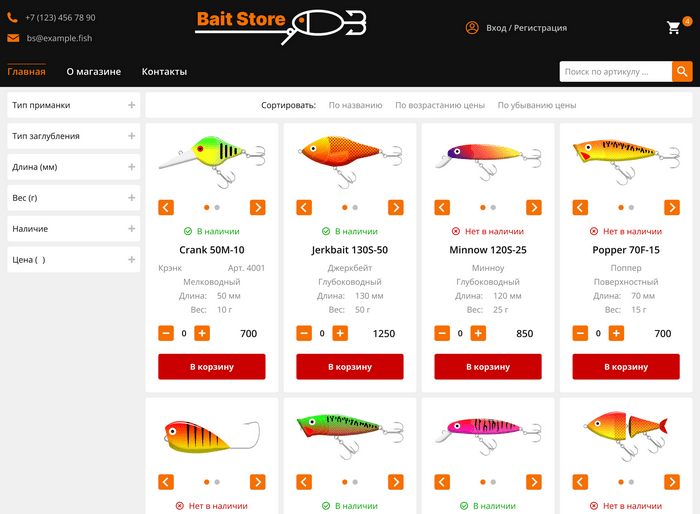 +7 (123) 456 78 90
bs@example.fish
Bait Store
Вход / Регистрация
4
Главная
О магазине
Контакты
Поиск по артикулу ...
Тип приманки
Тип заглубления
Длина (мм)
Вес (г)
Наличие
Цена ( )
Сортировать: По названию По возрастанию цены По убыванию цены
В наличии
Crank 50M-10
Крэнк Арт. 4001
Мелководный
Длина: 50 мм
Вес: 10 г
0 700
В корзину
В наличии
Jerkbait 130S-50
Джеркбейт
Глубоководный
Длина: 130 мм
Вес: 50 г
0 1250
В корзину
Нет в наличии
Minnow 120S-25
Минноу
Глубоководный
Длина: 120 мм
Вес: 25 г
0 850
В корзину
Нет в наличии
Popper 70F-15
Поппер
Поверхностный
Длина: 70 мм
Вес: 15 г
0 700
В корзину
Нет в наличии
В наличии
В наличии
Нет в наличии